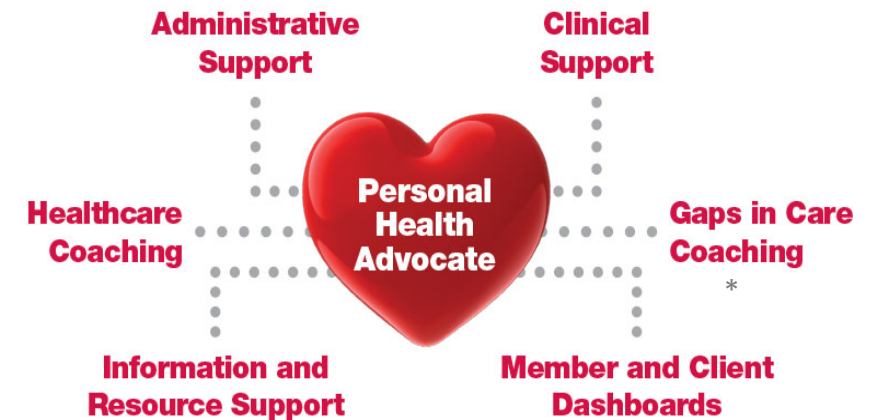 Administrative
Support
Clinical
Support
Personal
Health
Advocate
Healthcare
Coaching
Gaps in Care
Coaching
*
Information and
Resource Support
Member and Client
Dashboards